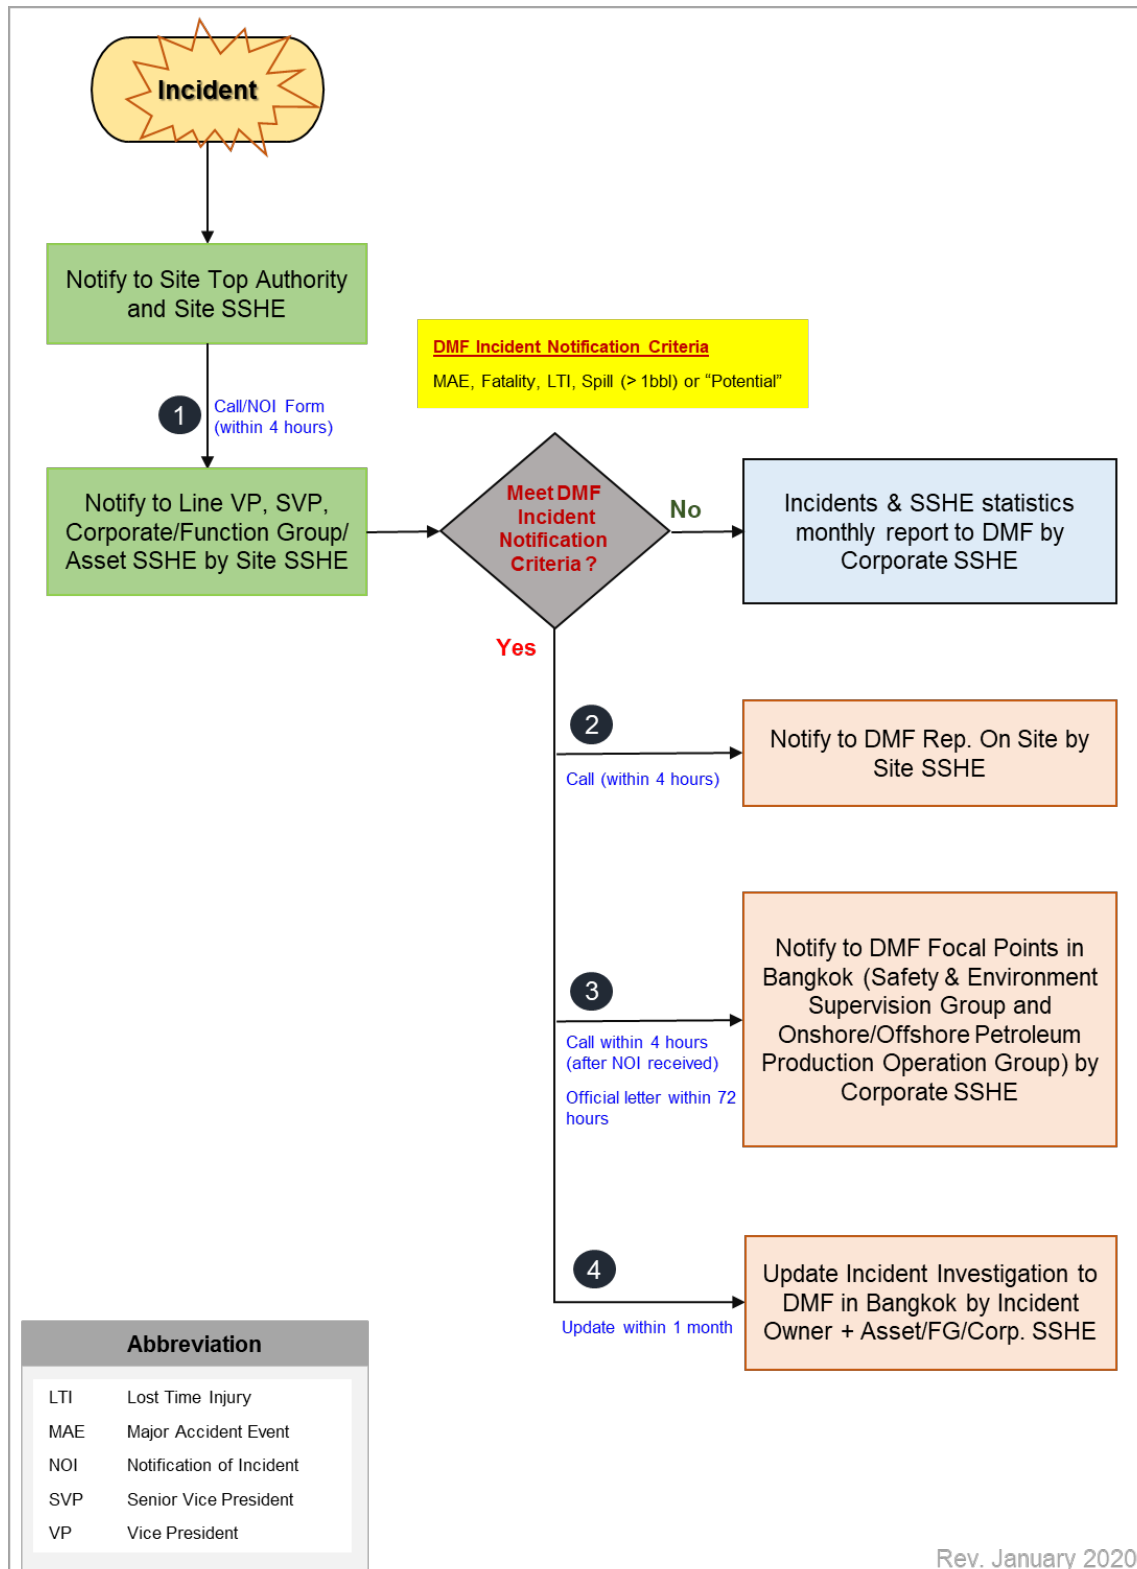 Incident
Notify to Site Top Authority
and Site SSHE
1
Call/NOI Form
(within 4 hours)
DMF Incident Notification Criteria
MAE, Fatality, LTI, Spill (> 1bbl) or “Potential”
Notify to Line VP, SVP,
Corporate/Function Group/
Asset SSHE by Site SSHE
Meet DMF
Incident
Notification
Criteria ?
No
Incidents & SSHE statistics
monthly report to DMF by
Corporate SSHE
Yes
2
Call (within 4 hours)
Notify to DMF Rep. On Site by
Site SSHE
3
Call within 4 hours
(after NOI received)
Official letter within 72
hours
Notify to DMF Focal Points in
Bangkok (Safety & Environment
Supervision Group and
Onshore/Offshore Petroleum
Production Operation Group) by
Corporate SSHE
4
Update within 1 month
Update Incident Investigation to
DMF in Bangkok by Incident
Owner + Asset/FG/Corp. SSHE
Abbreviation
LTI Lost Time Injury
MAE Major Accident Event
NOI Notification of Incident
SVP Senior Vice President
VP Vice President
Rev. January 2020